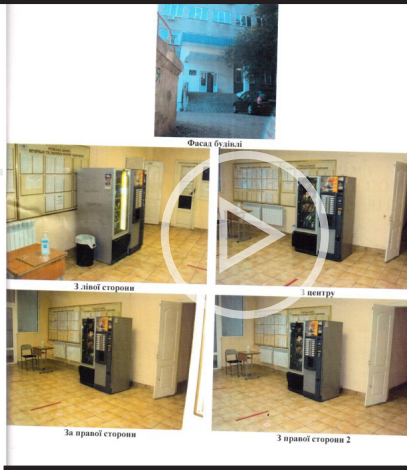 Фасад будівлі
З лівої сторони
З центру
За правої сторони
З правої сторони 2